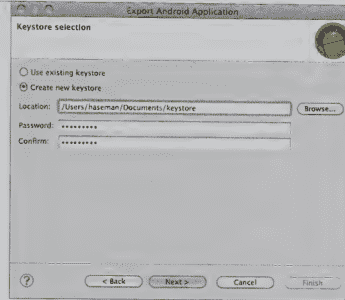 Export Android Application
Keystore selection
Use existing keystore
Create new keystore
Location: /Users/haseman/Documents/keystore Browse...
Password: •••••••••
Confirm: •••••••••
? < Back Next > Cancel Finish